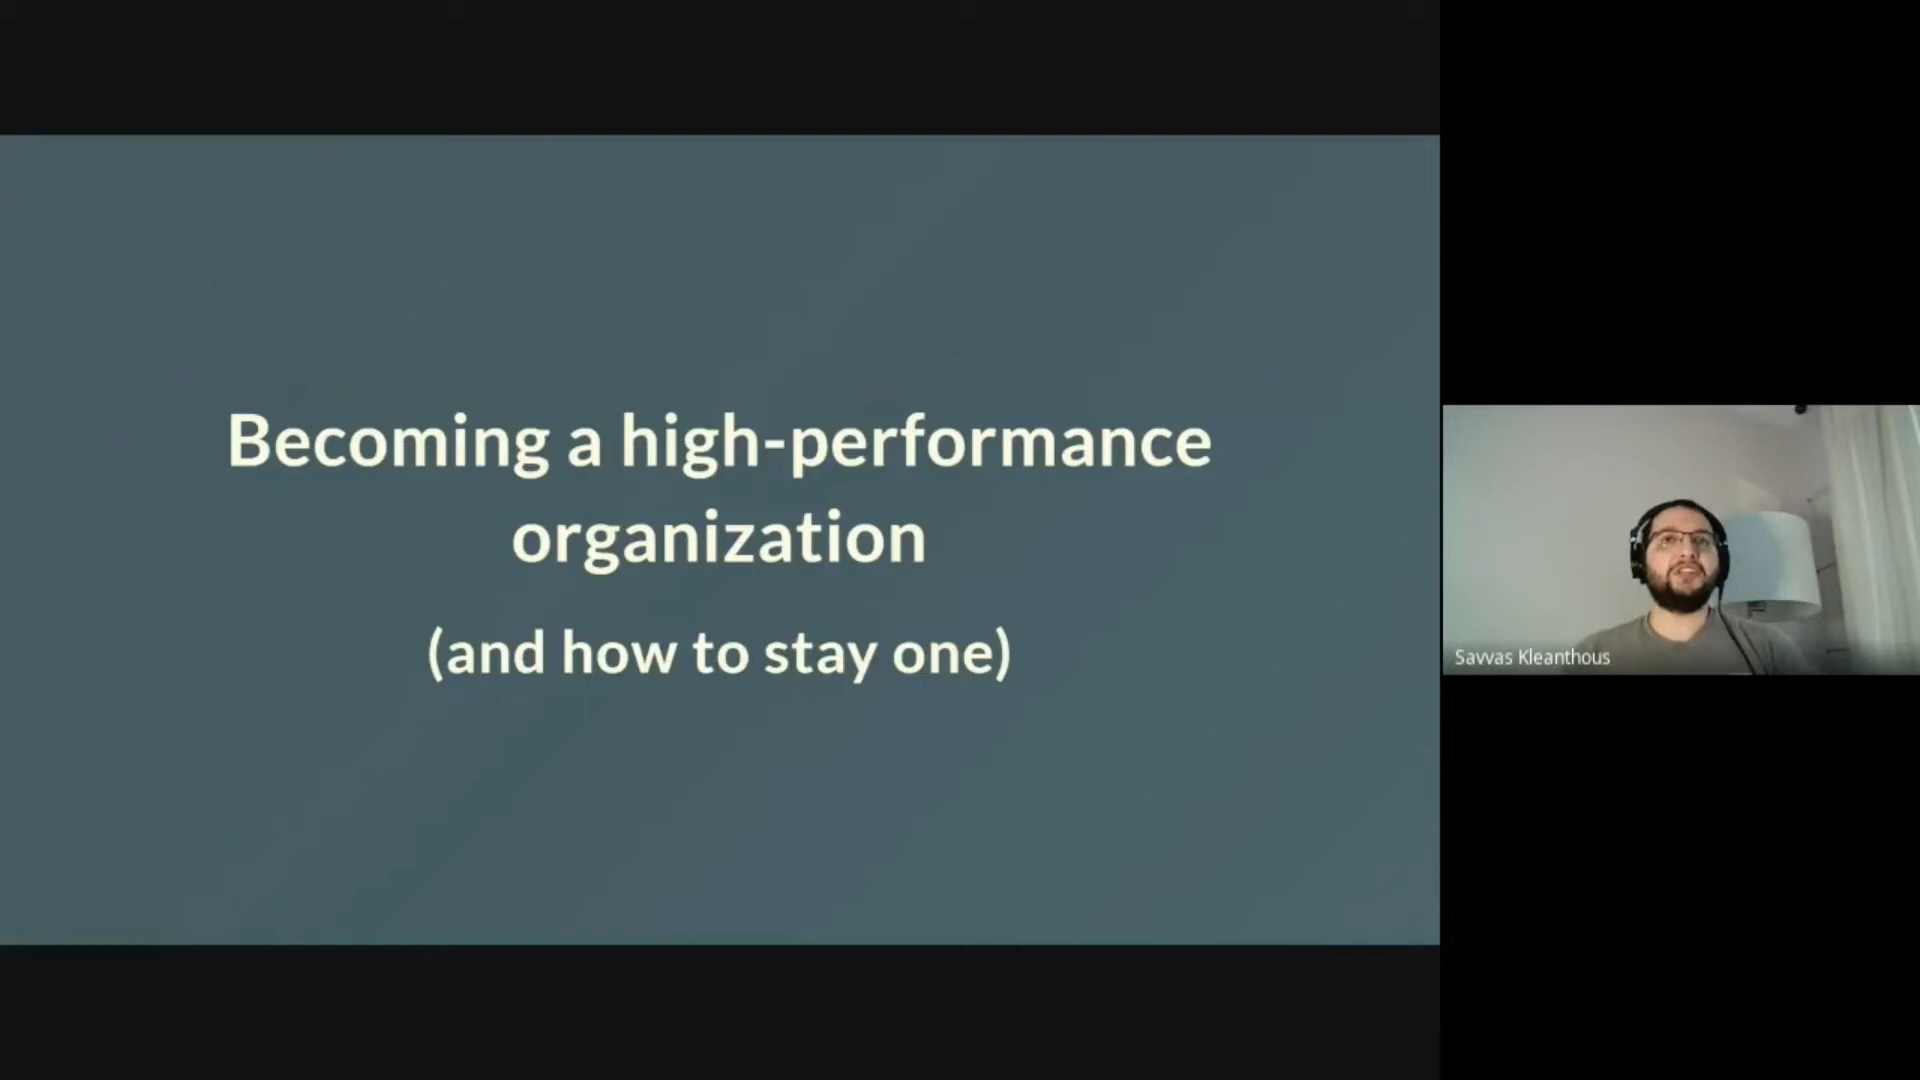 Becoming a high-performance
organization
(and how to stay one)
Savvas Kleanthous